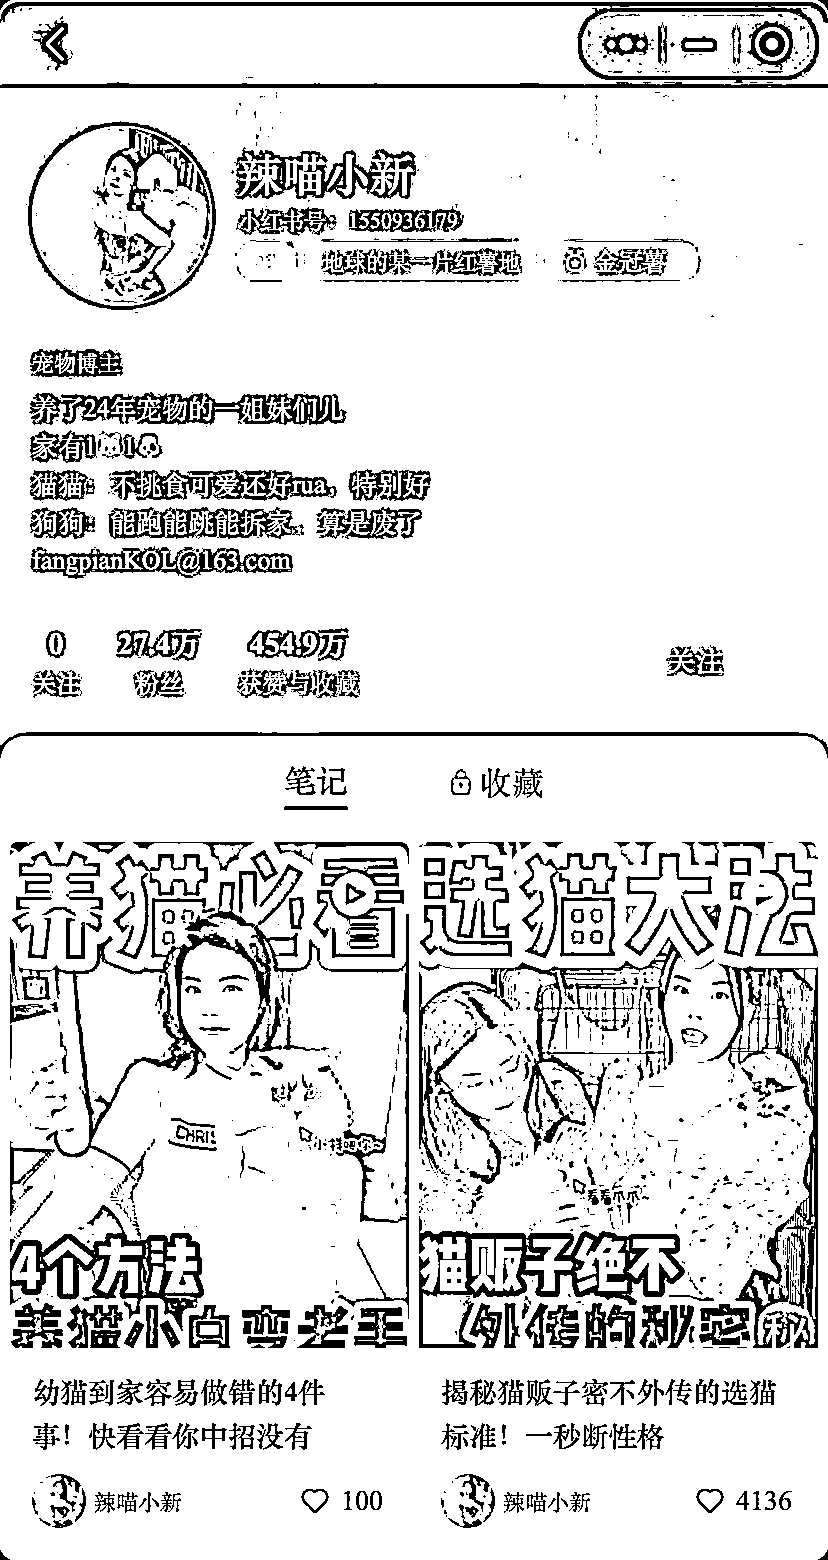 辣喵小新
小红书号：1550936179
地球的某一片红薯地
金冠薯
宠物博主
养了24年宠物的一姐妹们儿
家有1🐱1🐶
猫猫：不挑食可爱还好rua，特别好
狗狗：能跑能跳能拆家。算是废了
fangpianKOL@163.com
0 27.4万 454.9万
关注 粉丝 获赞与收藏
关注
笔记 收藏
养猫必看
CHRIS
4个方法
养猫小白变老手
选猫大法
看看爪爪
猫贩子绝不
外传的秘密
秘
幼猫到家容易做错的4件
事！快看看你中招没有
辣喵小新 100
揭秘猫贩子密不外传的选猫
标准！一秒断性格
辣喵小新 4136